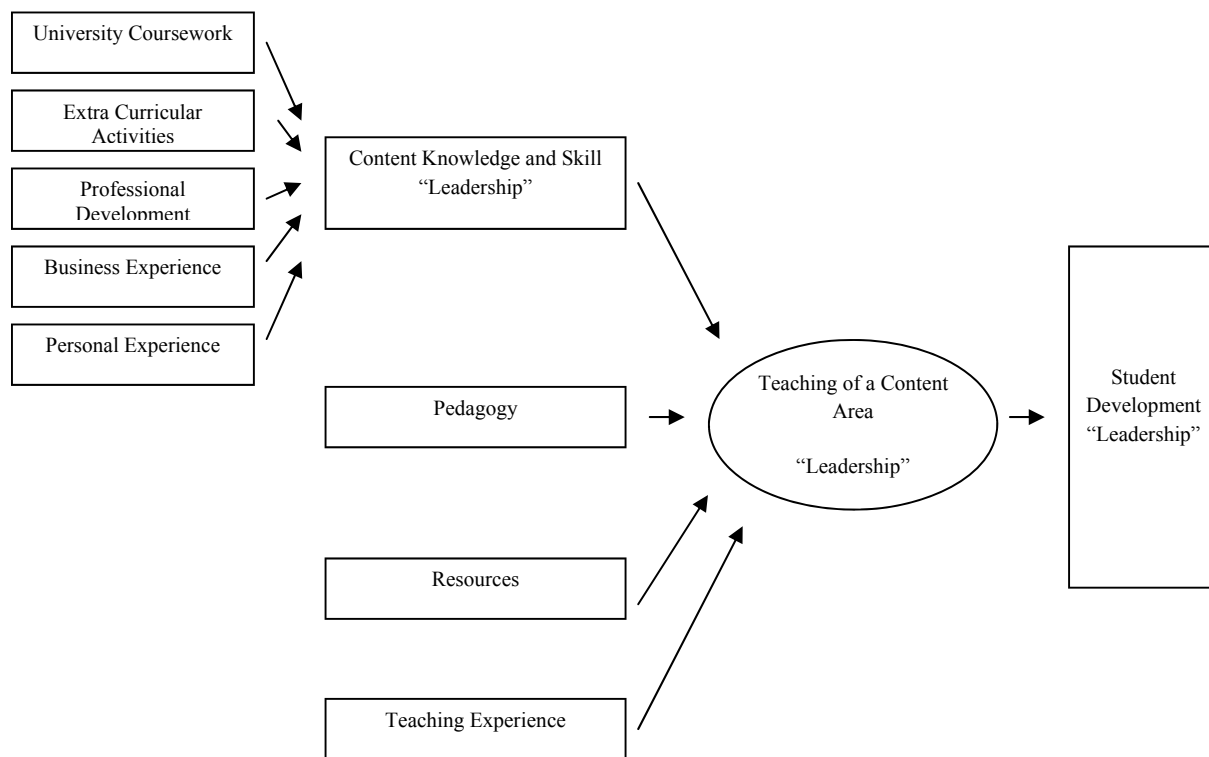 University Coursework
Extra Curricular
Activities
Professional
Development
Business Experience
Personal Experience
Content Knowledge and Skill
“Leadership”
Pedagogy
Resources
Teaching Experience
Teaching of a Content
Area
“Leadership”
Student
Development
“Leadership”